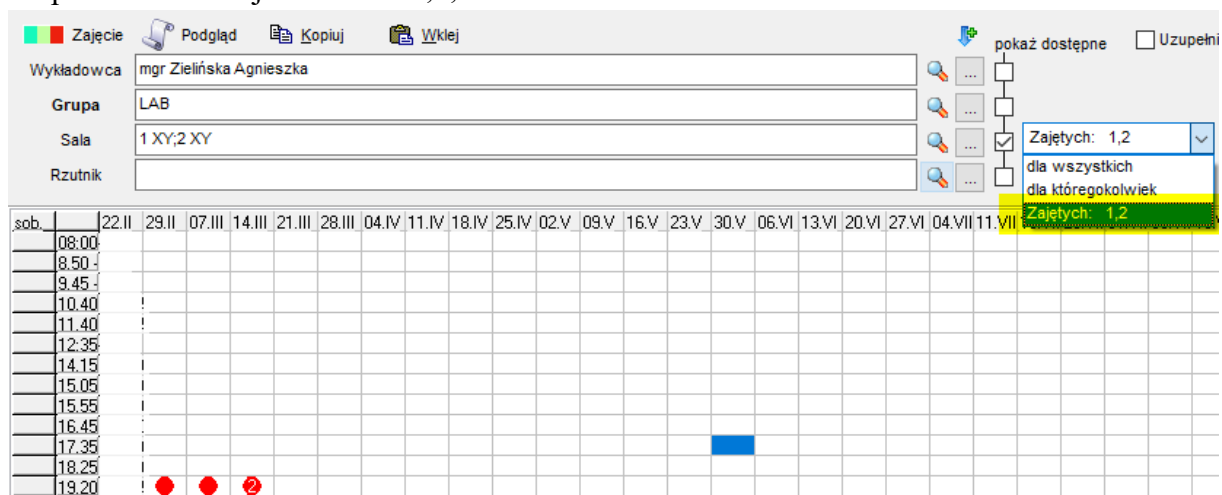 Zajęcie Podgląd Kopiuj Wklej
pokaż dostępne Uzupełni
Wykładowca mgr Zielińska Agnieszka ...
Grupa LAB ...
Sala 1 XY;2 XY ... Zajętych: 1,2
Rzutnik ...
dla wszystkich
dla któregokolwiek
Zajętych: 1,2
sob. 22.II 29.II 07.III 14.III 21.III 28.III 04.IV 11.IV 18.IV 25.IV 02.V 09.V 16.V 23.V 30.V 06.VI 13.VI 20.VI 27.VI 04.VII 11.VII
08:00
8.50 -
9.45 -
10.40
11.40
12:35
14.15
15.05
15.55
16.45
17.35
18.25
19.20 2